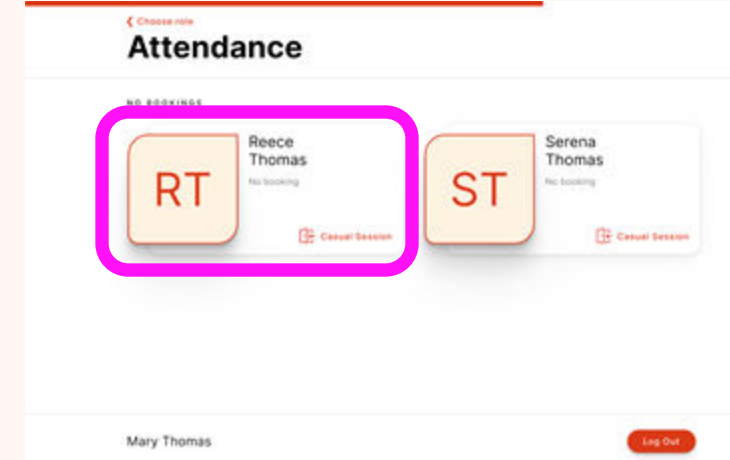 ❮ Choose role
Attendance
NO BOOKINGS
RT
Reece
Thomas
No booking
Casual Session
ST
Serena
Thomas
No booking
Casual Session
Mary Thomas
Log Out